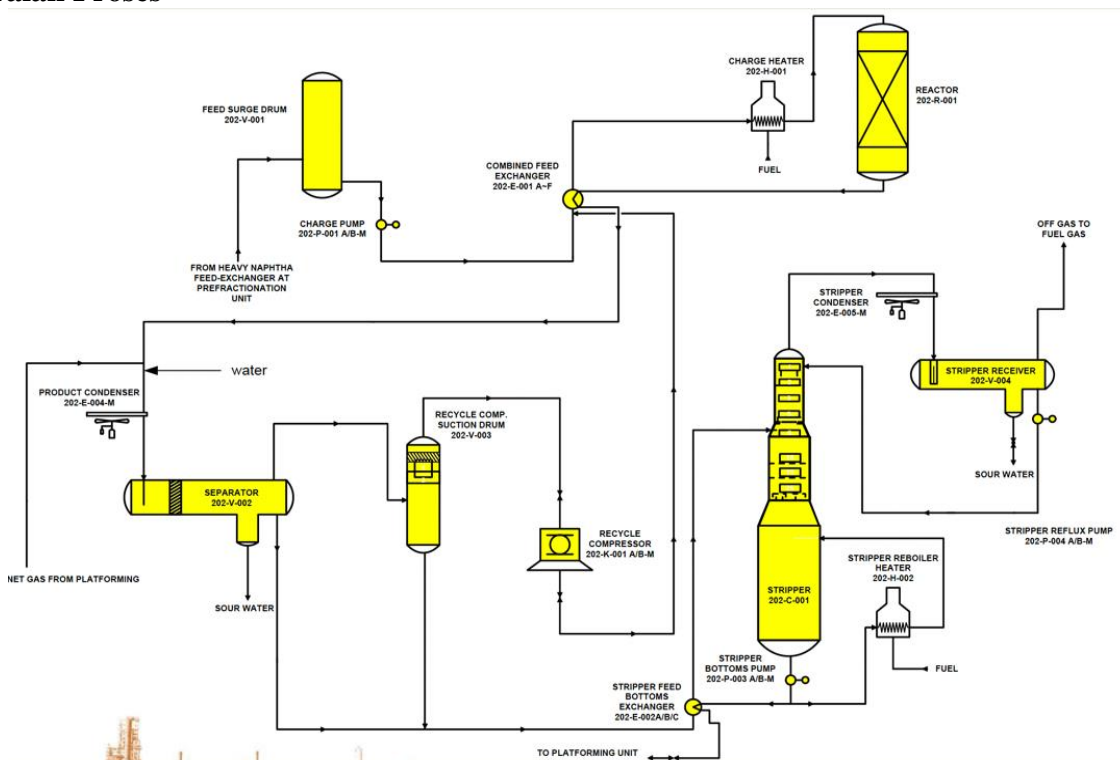 CHARGE HEATER
202-H-001
REACTOR
202-R-001
FEED SURGE DRUM
202-V-001
COMBINED FEED
EXCHANGER
202-E-001 A~F
FUEL
CHARGE PUMP
202-P-001 A/B-M
FROM HEAVY NAPHTHA
FEED-EXCHANGER AT
PREFRACTIONATION
UNIT
OFF GAS TO
FUEL GAS
STRIPPER
CONDENSER
202-E-005-M
water
STRIPPER RECEIVER
202-V-004
PRODUCT CONDENSER
202-E-004-M
RECYCLE COMP.
SUCTION DRUM
202-V-003
SEPARATOR
202-V-002
SOUR WATER
STRIPPER REFLUX PUMP
202-P-004 A/B-M
RECYCLE
COMPRESSOR
202-K-001 A/B-M
STRIPPER REBOILER
HEATER
202-H-002
NET GAS FROM PLATFORMING
STRIPPER
202-C-001
SOUR WATER
STRIPPER
BOTTOMS PUMP
202-P-003 A/B-M
FUEL
STRIPPER FEED
BOTTOMS
EXCHANGER
202-E-002A/B/C
TO PLATFORMING UNIT